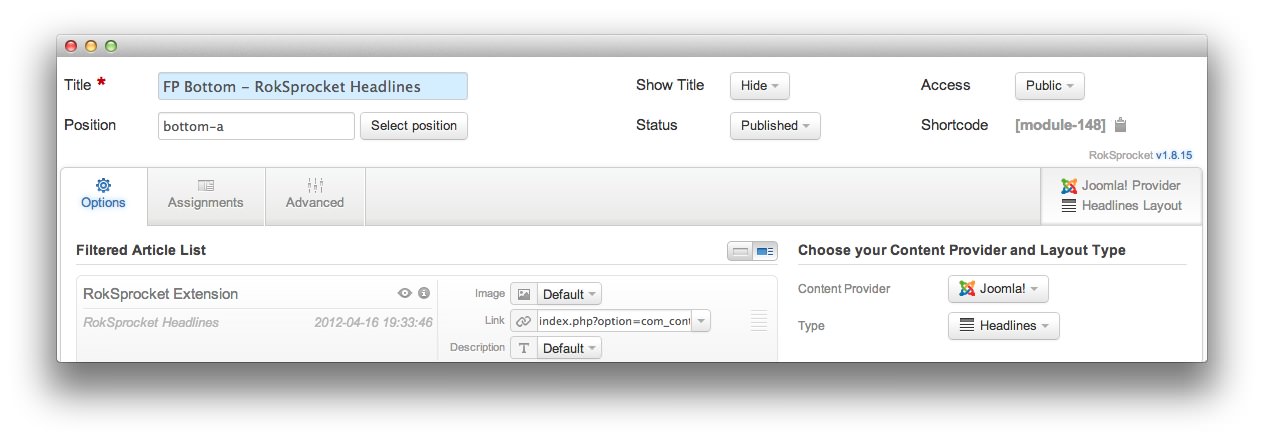 Title * FP Bottom – RokSprocket Headlines Show Title Hide Access Public
Position bottom-a Select position Status Published Shortcode [module-148]
RokSprocket v1.8.15
Options Assignments Advanced Joomla! Provider
Headlines Layout
Filtered Article List Choose your Content Provider and Layout Type
RokSprocket Extension Image Default Content Provider Joomla!
RokSprocket Headlines 2012-04-16 19:33:46 Link index.php?option=com_cont Type Headlines
Description T Default